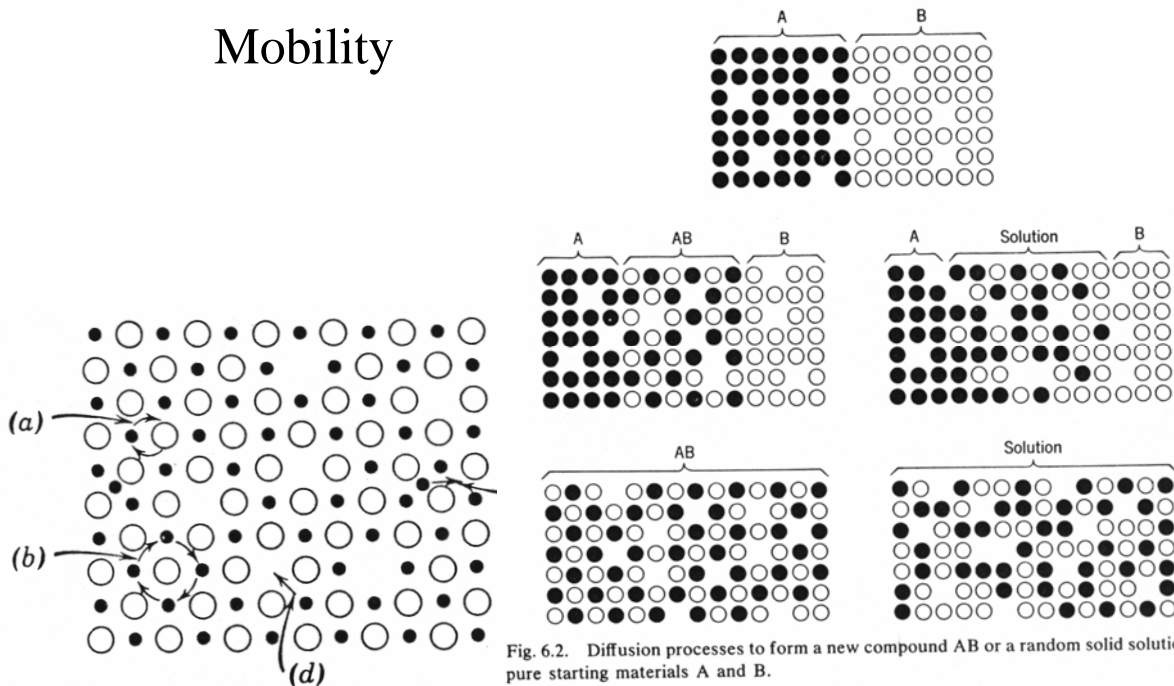 Mobility
A B
A AB B
A Solution B
(a)
(b)
(d)
AB
Solution
Fig. 6.2. Diffusion processes to form a new compound AB or a random solid solutio
pure starting materials A and B.